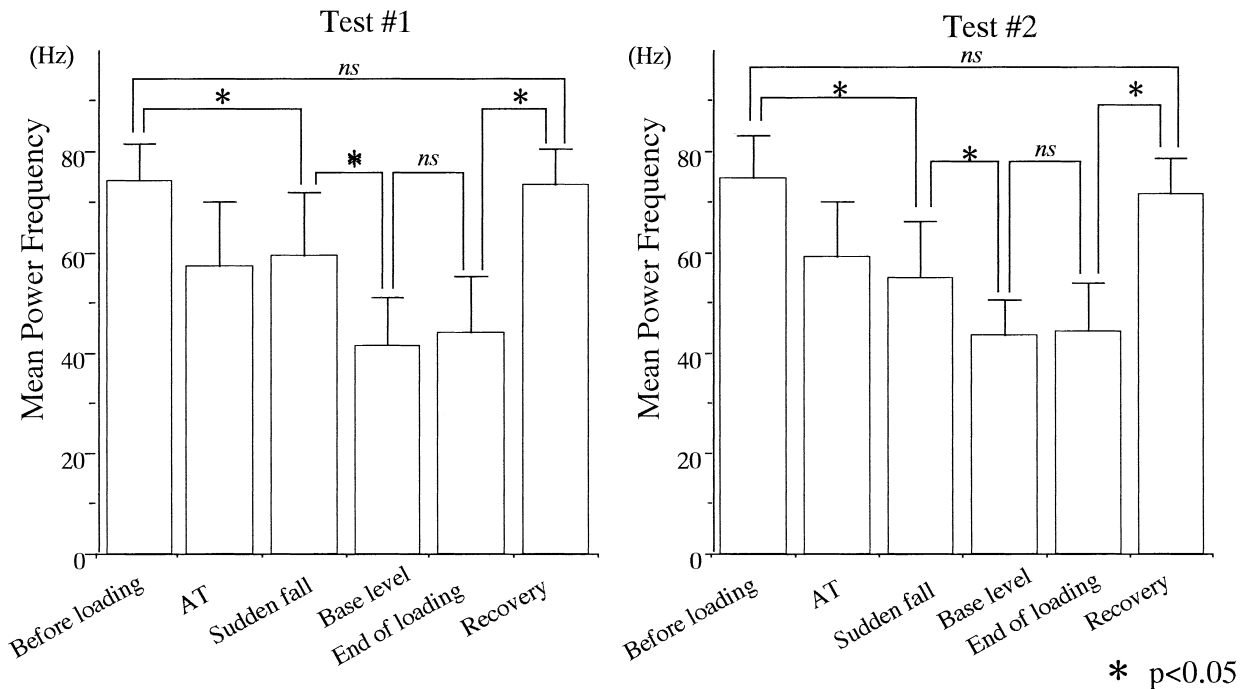 Test #1
(Hz)
Mean Power Frequency
80
60
40
20
0
ns
*
*
*
ns
Before loading
AT
Sudden fall
Base level
End of loading
Recovery
Test #2
(Hz)
Mean Power Frequency
80
60
40
20
0
ns
*
*
*
ns
Before loading
AT
Sudden fall
Base level
End of loading
Recovery
* p<0.05